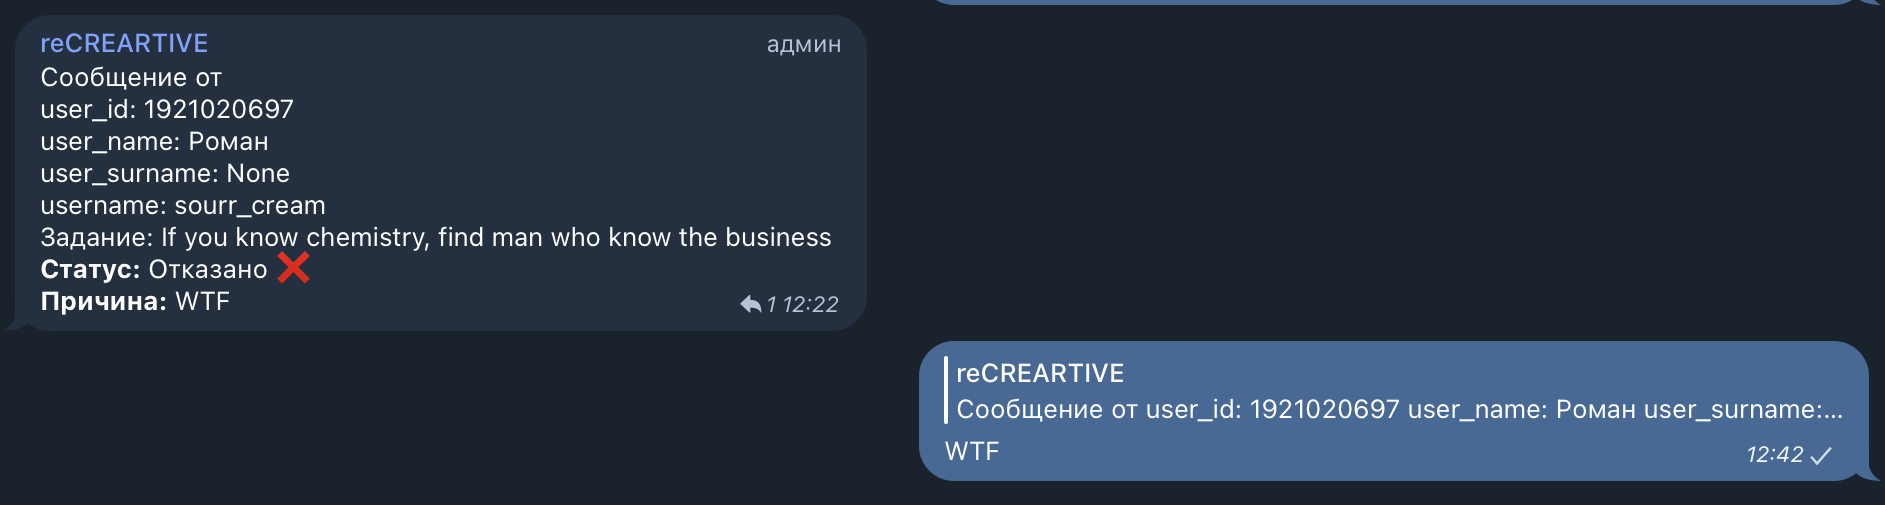 reCREARTIVE админ
Сообщение от
user_id: 1921020697
user_name: Роман
user_surname: None
username: sourr_cream
Задание: If you know chemistry, find man who know the business
Статус: Отказано ❌
Причина: WTF
1 12:22
reCREARTIVE
Сообщение от user_id: 1921020697 user_name: Роман user_surname:...
WTF
12:42